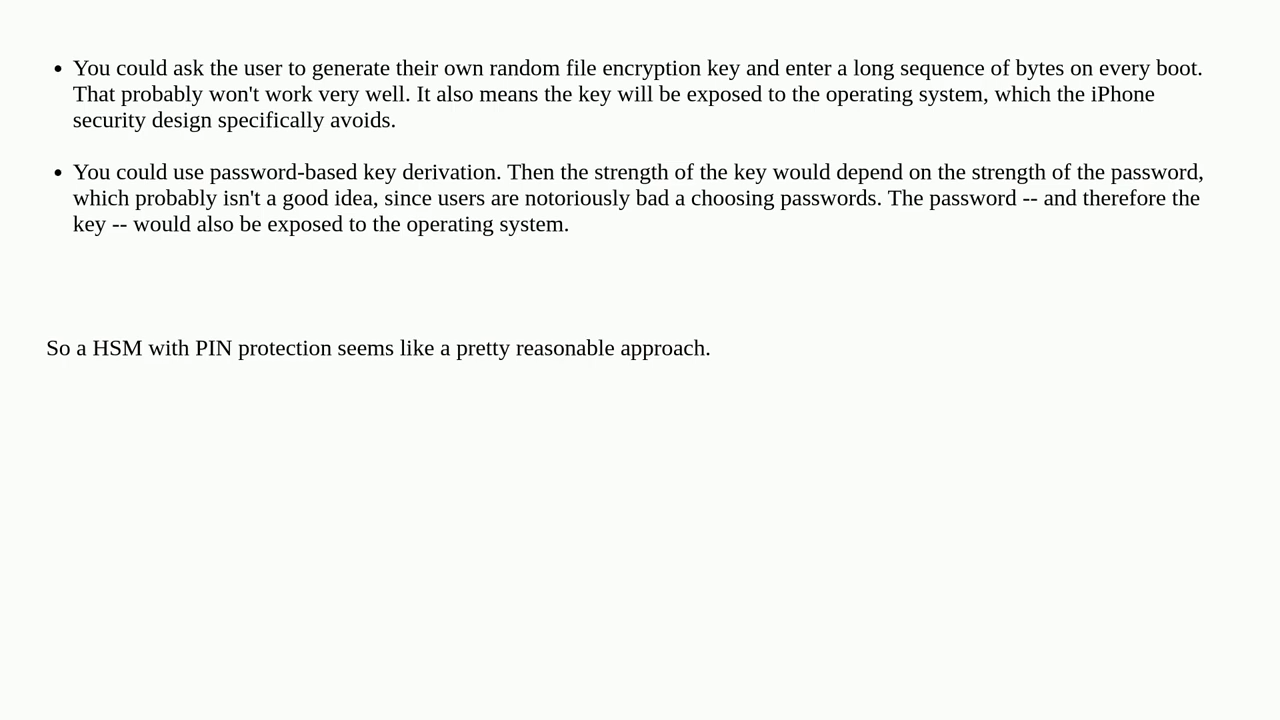 • You could ask the user to generate their own random file encryption key and enter a long sequence of bytes on every boot.
That probably won't work very well. It also means the key will be exposed to the operating system, which the iPhone
security design specifically avoids.
• You could use password-based key derivation. Then the strength of the key would depend on the strength of the password,
which probably isn't a good idea, since users are notoriously bad a choosing passwords. The password -- and therefore the
key -- would also be exposed to the operating system.
So a HSM with PIN protection seems like a pretty reasonable approach.